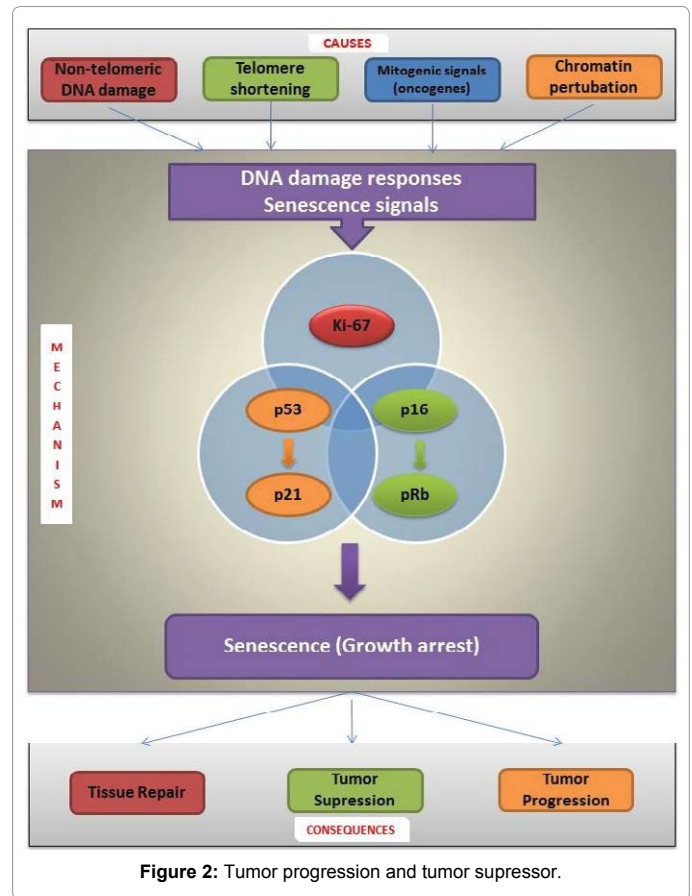 CAUSES
Non-telomeric
DNA damage
Telomere
shortening
Mitogenic signals
(oncogenes)
Chromatin
pertubation
DNA damage responses
Senescence signals
MECHANISM
Ki-67
p53
p16
p21
pRb
Senescence (Growth arrest)
Tissue Repair
Tumor
Supression
Tumor
Progression
CONSEQUENCES
Figure 2: Tumor progression and tumor supressor.